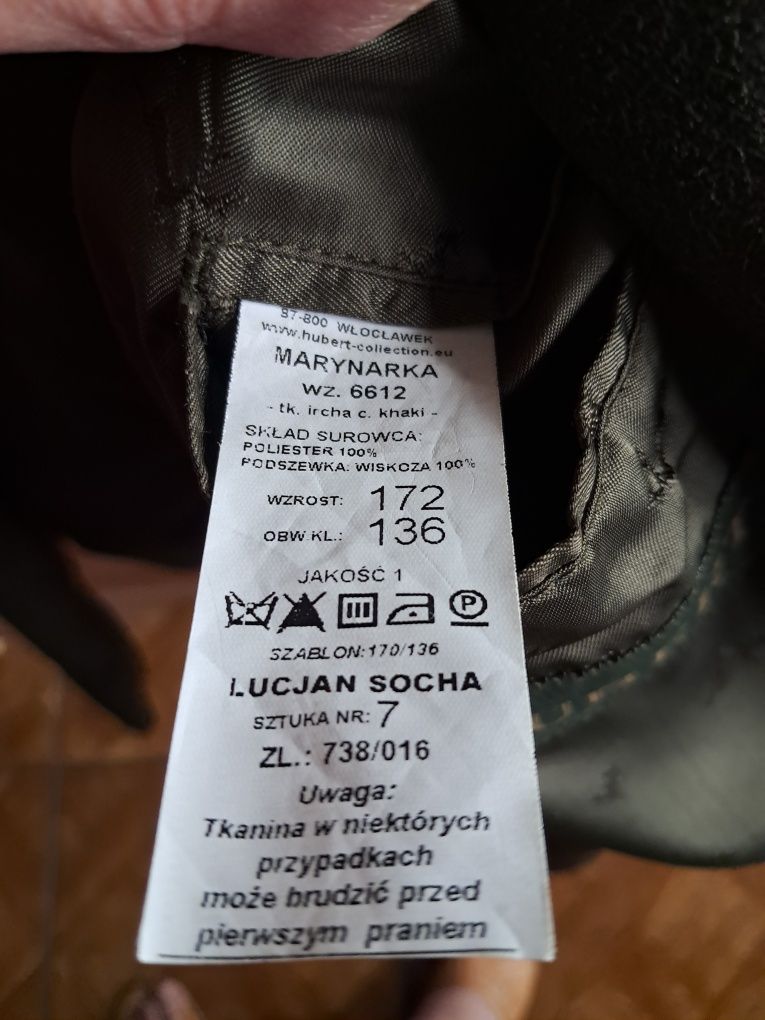 87-800 WŁOCŁAWEK
www.hubert-collection.eu
MARYNARKA
WZ. 6612
- tk. ircha c. khaki -
SKŁAD SUROWCA:
POLIESTER 100%
PODSZEWKA: WISKOZA 100%
WZROST: 172
OBW.KL.: 136
JAKOŚĆ 1
P
SZABLON:170/136
LUCJAN SOCHA
SZTUKA NR: 7
ZL.: 738/016
Uwaga:
Tkanina w niektórych
przypadkach
może brudzić przed
pierwszym praniem